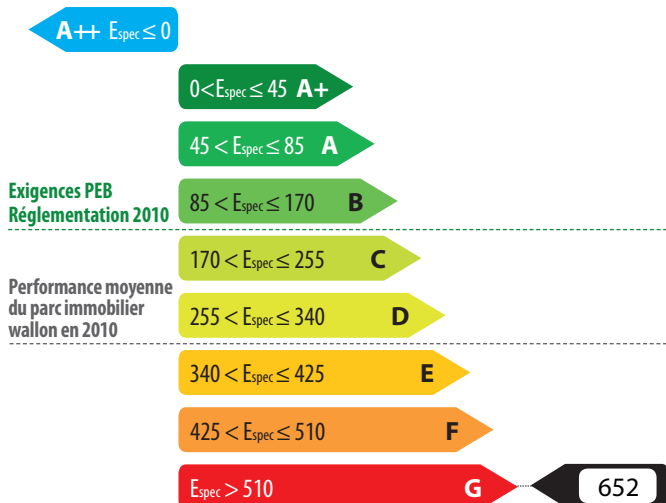 A++ Espec ≤ 0
0<Espec ≤ 45 A+
45 < Espec ≤ 85 A
Exigences PEB
Réglementation 2010
85 < Espec ≤ 170 B
170 < Espec ≤ 255 C
Performance moyenne
du parc immobilier
wallon en 2010
255 < Espec ≤ 340 D
340 < Espec ≤ 425 E
425 < Espec ≤ 510 F
Espec > 510 G
652